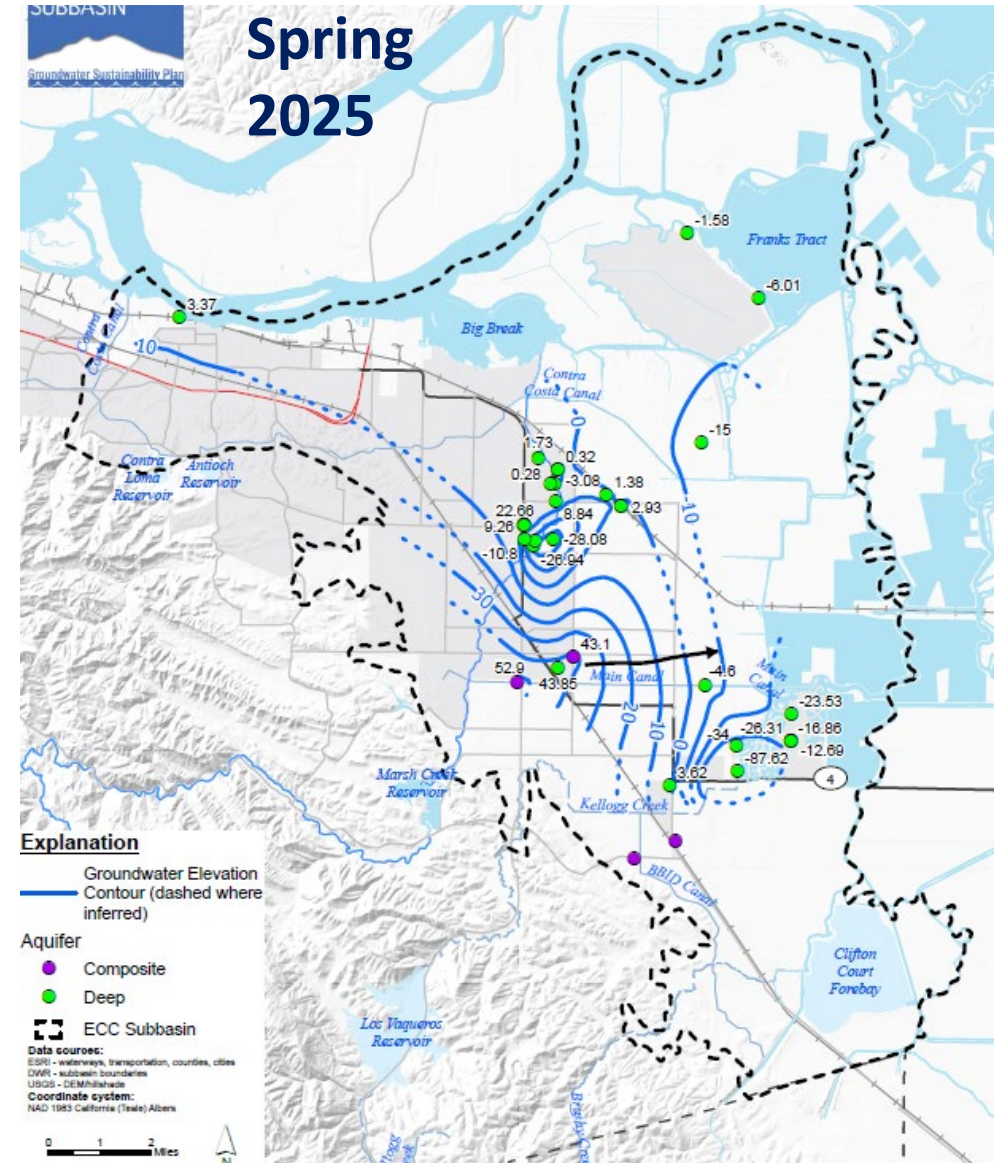 SUBBASIN
Groundwater Sustainability Plan
Spring
2025
-1.58
Franks Tract
-6.01
3.37
Contra
Costa Canal
10
Big Break
Contra
Costa Canal
0
-15
1.73
0.32
0.28
-3.08
1.38
2.93
-10
Contra
Loma
Reservoir
Antioch
Reservoir
22.66
8.84
9.26
-28.08
-10.8
-26.94
30
43.1
52.9
43.85
Main Canal
-4.6
Main
Canal
20
10
0
-23.53
-26.31
-16.86
-34
-12.69
-87.62
3.62
4
Marsh Creek
Reservoir
Kellogg Creek
BBID Canal
Clifton
Court
Forebay
Los Vaqueros
Reservoir
Explanation
Groundwater Elevation
Contour (dashed where
inferred)
Aquifer
Composite
Deep
ECC Subbasin
Data sources:
ESRI - waterways, transportation, counties, cities
DWR - subbasin boundaries
USGS - DEM/hillshade
Coordinate system:
NAD 1983 California (Teale) Albers
0 1 2
Miles
N